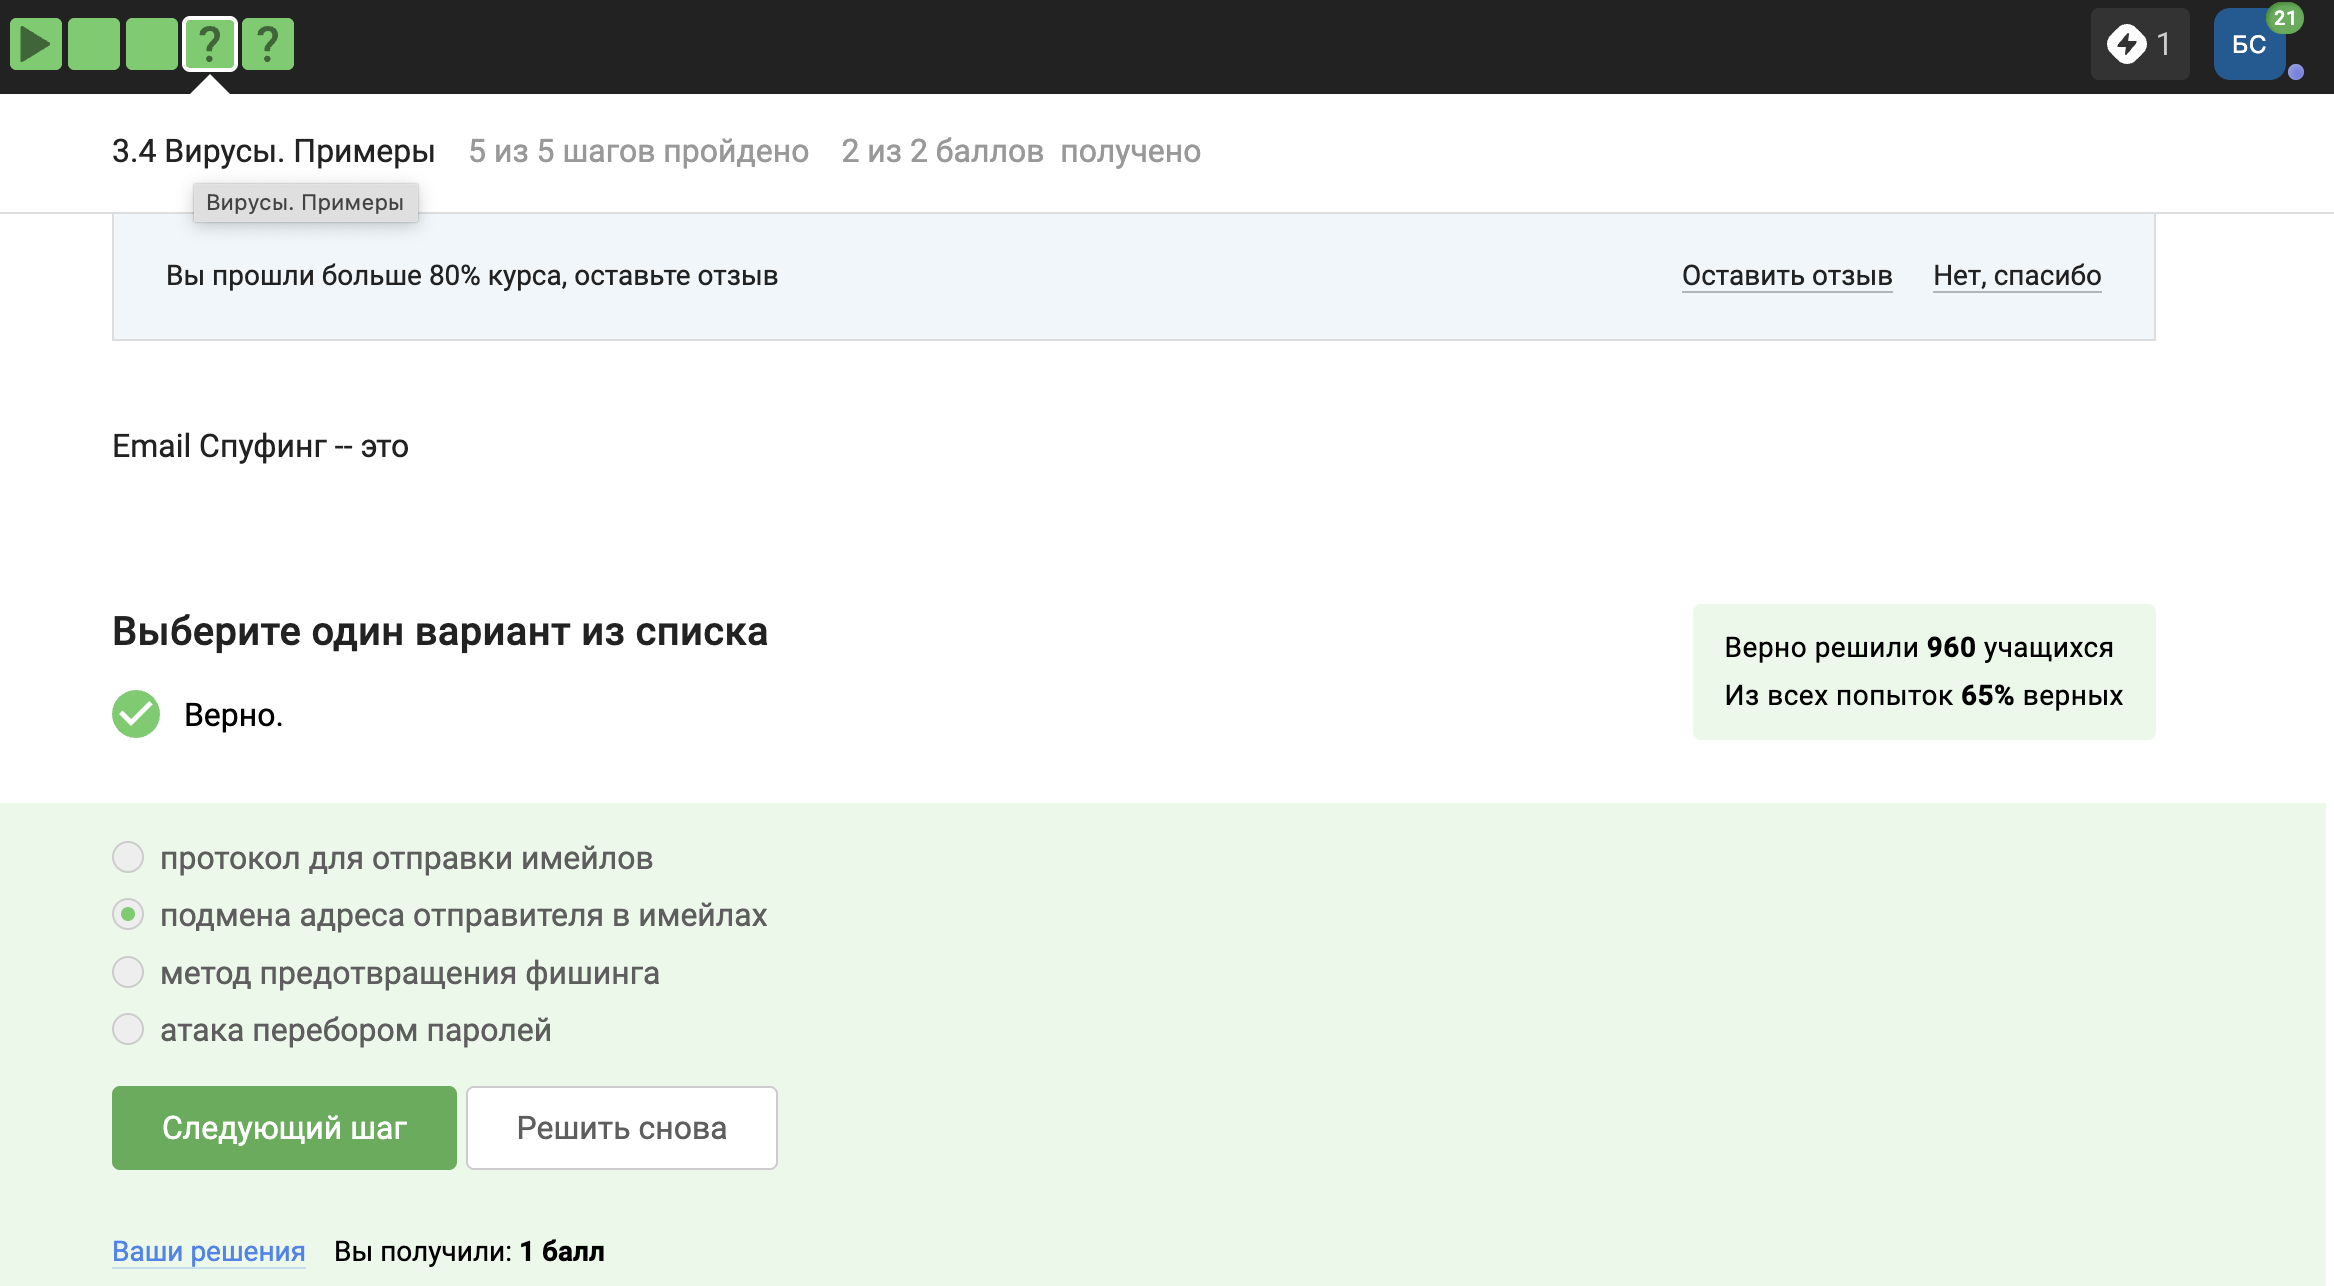 ? ? 1 БС 21
3.4 Вирусы. Примеры 5 из 5 шагов пройдено 2 из 2 баллов получено
Вирусы. Примеры
Вы прошли больше 80% курса, оставьте отзыв Оставить отзыв Нет, спасибо
Email Спуфинг -- это
Выберите один вариант из списка
Верно решили 960 учащихся
Из всех попыток 65% верных
Верно.
протокол для отправки имейлов
подмена адреса отправителя в имейлах
метод предотвращения фишинга
атака перебором паролей
Следующий шаг Решить снова
Ваши решения Вы получили: 1 балл